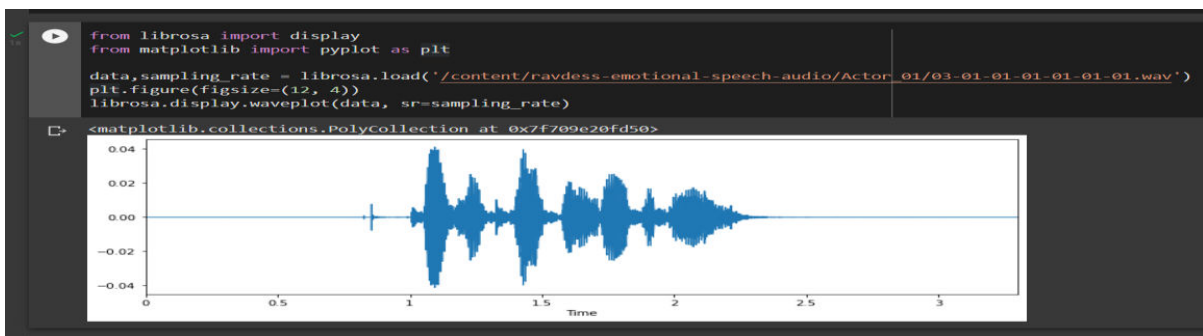 from librosa import display
from matplotlib import pyplot as plt
data,sampling_rate = librosa.load('/content/ravdess-emotional-speech-audio/Actor_01/03-01-01-01-01-01-01.wav')
plt.figure(figsize=(12, 4))
librosa.display.waveplot(data, sr=sampling_rate)
<matplotlib.collections.PolyCollection at 0x7f709e20fd50>
0.04
0.02
0.00
−0.02
−0.04
0 0.5 1 1.5 2 2.5 3
Time